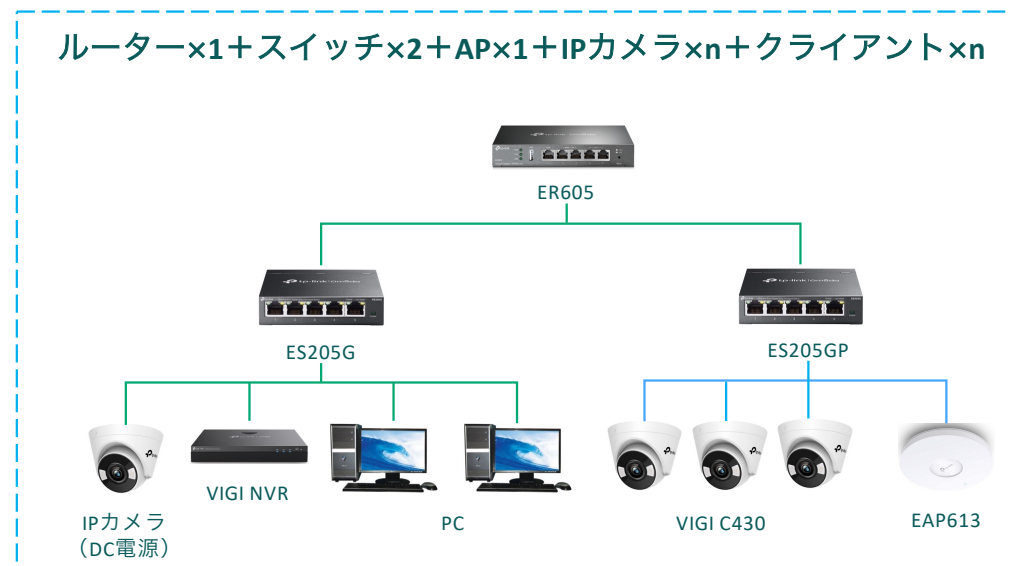 ルーター×1＋スイッチ×2＋AP×1＋IPカメラ×n＋クライアント×n
ER605
ES205G
ES205GP
VIGI NVR
IPカメラ
（DC電源）
PC
VIGI C430
EAP613